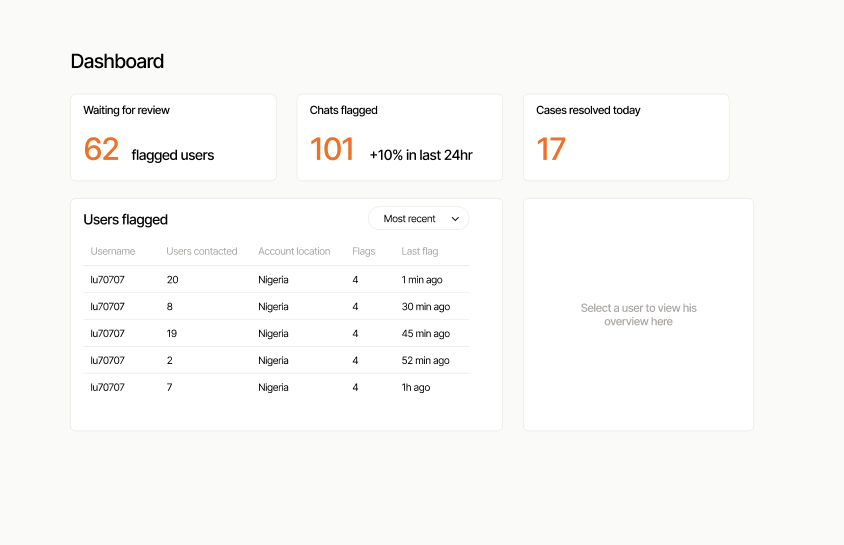 Dashboard
Waiting for review
62 flagged users
Chats flagged
101 +10% in last 24hr
Cases resolved today
17
Users flagged
Most recent
Username Users contacted Account location Flags Last flag
lu70707 20 Nigeria 4 1 min ago
lu70707 8 Nigeria 4 30 min ago
lu70707 19 Nigeria 4 45 min ago
lu70707 2 Nigeria 4 52 min ago
lu70707 7 Nigeria 4 1h ago
Select a user to view his
overview here